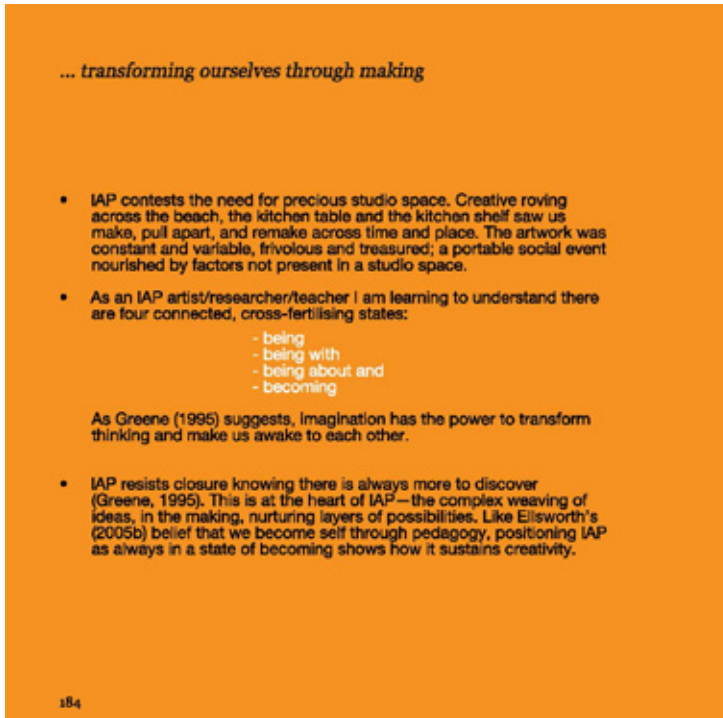 ... transforming ourselves through making
• IAP contests the need for precious studio space. Creative roving
across the beach, the kitchen table and the kitchen shelf saw us
make, pull apart, and remake across time and place. The artwork was
constant and variable, frivolous and treasured; a portable social event
nourished by factors not present in a studio space.
• As an IAP artist/researcher/teacher I am learning to understand there
are four connected, cross-fertilising states:
- being
- being with
- being about and
- becoming
As Greene (1995) suggests, imagination has the power to transform
thinking and make us awake to each other.
• IAP resists closure knowing there is always more to discover
(Greene, 1995). This is at the heart of IAP—the complex weaving of
ideas, in the making, nurturing layers of possibilities. Like Ellsworth's
(2005b) belief that we become self through pedagogy, positioning IAP
as always in a state of becoming shows how it sustains creativity.
184